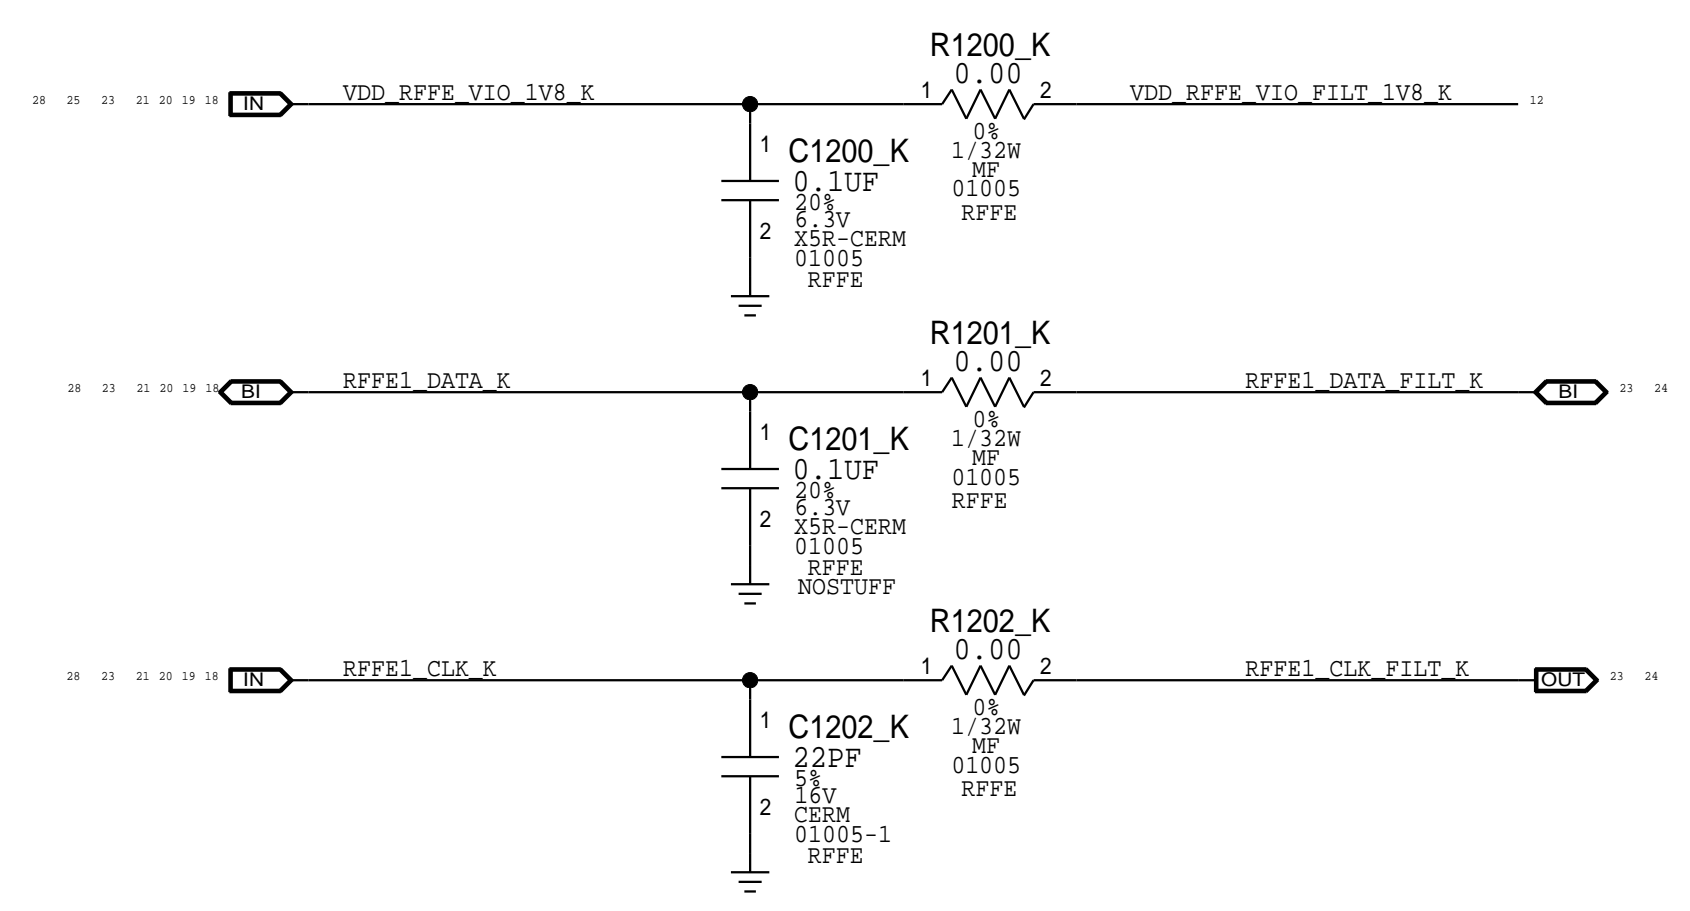 R1200_K
0.00
28 25 23 21 20 19 18 IN VDD_RFFE_VIO_1V8_K 1 2 VDD_RFFE_VIO_FILT_1V8_K 12
0%
1/32W
MF
01005
RFFE
1
C1200_K
0.1UF
20%
6.3V
2
X5R-CERM
01005
RFFE
R1201_K
0.00
28 23 21 20 19 18 BI RFFE1_DATA_K 1 2 RFFE1_DATA_FILT_K BI 23 24
0%
1/32W
MF
01005
RFFE
1
C1201_K
0.1UF
20%
6.3V
2
X5R-CERM
01005
RFFE
NOSTUFF
R1202_K
0.00
28 23 21 20 19 18 IN RFFE1_CLK_K 1 2 RFFE1_CLK_FILT_K OUT 23 24
0%
1/32W
MF
01005
RFFE
1
C1202_K
22PF
5%
16V
2
CERM
01005-1
RFFE